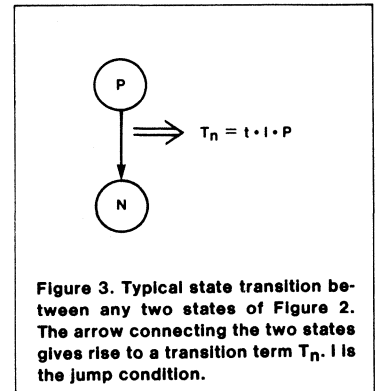 P
Tₙ = t • I • P
N
Figure 3. Typical state transition be-
tween any two states of Figure 2.
The arrow connecting the two states
gives rise to a transition term Tₙ. I is
the jump condition.